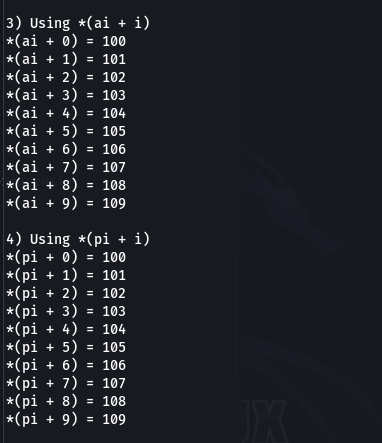 3) Using *(ai + i)
*(ai + 0) = 100
*(ai + 1) = 101
*(ai + 2) = 102
*(ai + 3) = 103
*(ai + 4) = 104
*(ai + 5) = 105
*(ai + 6) = 106
*(ai + 7) = 107
*(ai + 8) = 108
*(ai + 9) = 109
4) Using *(pi + i)
*(pi + 0) = 100
*(pi + 1) = 101
*(pi + 2) = 102
*(pi + 3) = 103
*(pi + 4) = 104
*(pi + 5) = 105
*(pi + 6) = 106
*(pi + 7) = 107
*(pi + 8) = 108
*(pi + 9) = 109